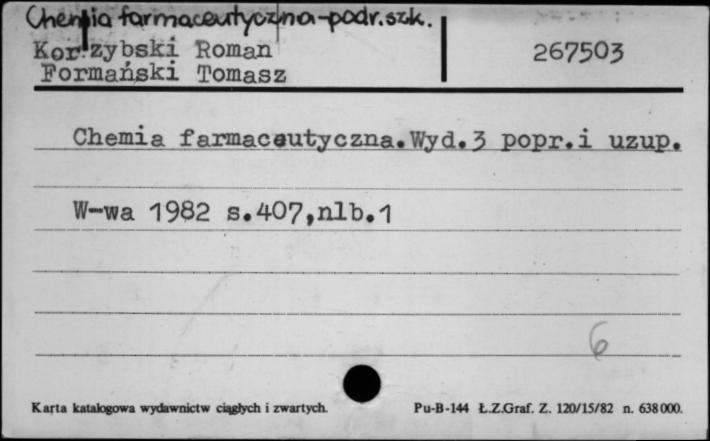 Chemia farmaceutyczna-podr.szk.
Korzybski Roman
267503
Formański Tomasz
Chemia farmaceutyczna.Wyd.3 popr.i uzup.
W-wa 1982 s.407,nlb.1
6
Karta katalogowa wydawnictw ciągłych i zwartych.
Pu-B-144 Ł.Z.Graf. Z. 120/15/82 n. 638000.